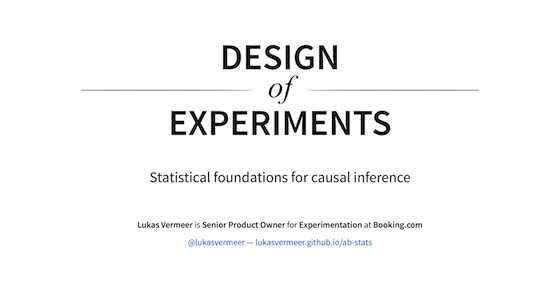 DESIGN
of
EXPERIMENTS
Statistical foundations for causal inference
Lukas Vermeer is Senior Product Owner for Experimentation at Booking.com
@lukasvermeer — lukasvermeer.github.io/ab-stats